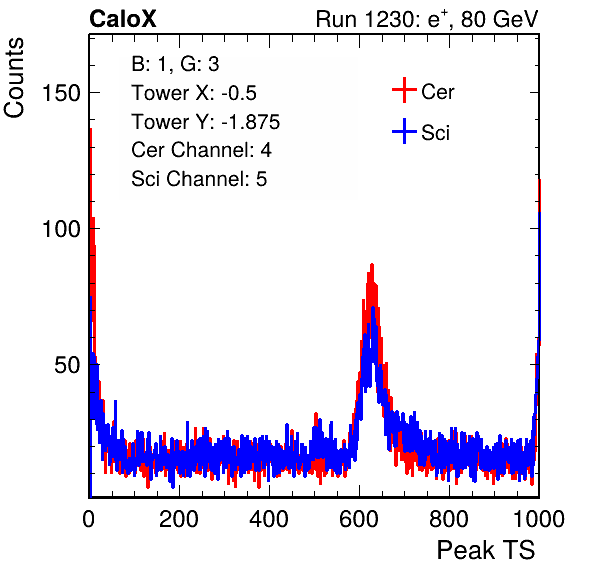 CaloX Run 1230: e⁺, 80 GeV
Counts
B: 1, G: 3
Tower X: -0.5
Tower Y: -1.875
Cer Channel: 4
Sci Channel: 5
Cer
Sci
150
100
50
0 200 400 600 800 1000
Peak TS